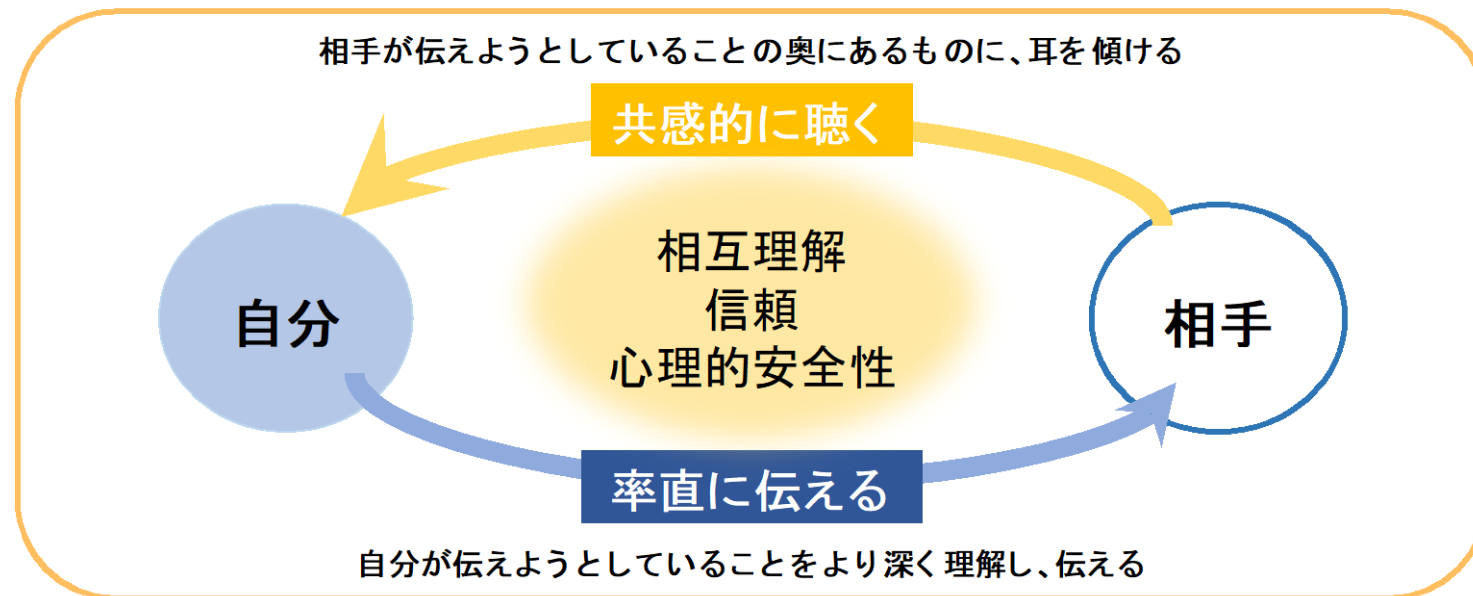 相手が伝えようとしていることの奥にあるものに、耳を傾ける
共感的に聴く
相互理解
信頼
心理的安全性
自分
相手
率直に伝える
自分が伝えようとしていることをより深く理解し、伝える